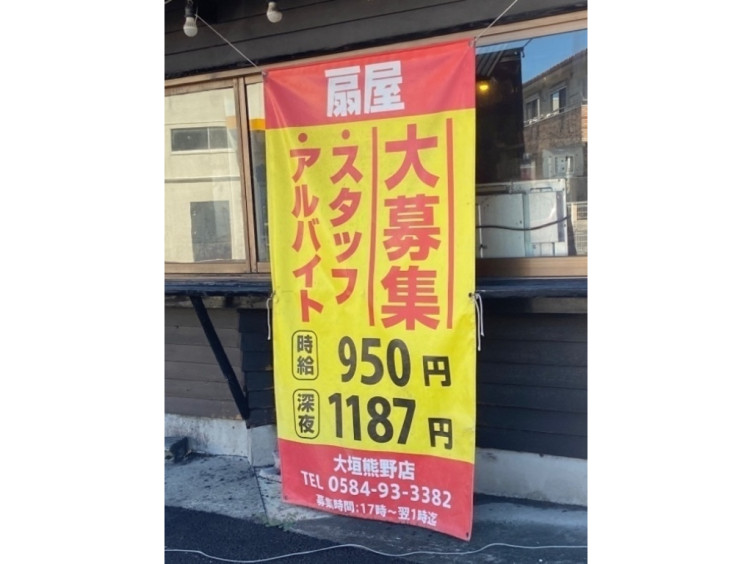 扇屋
大募集
・スタッフ
・アルバイト
時給 950円
深夜 1187円
大垣熊野店
TEL 0584-93-3382
募集時間:17時～翌1時迄